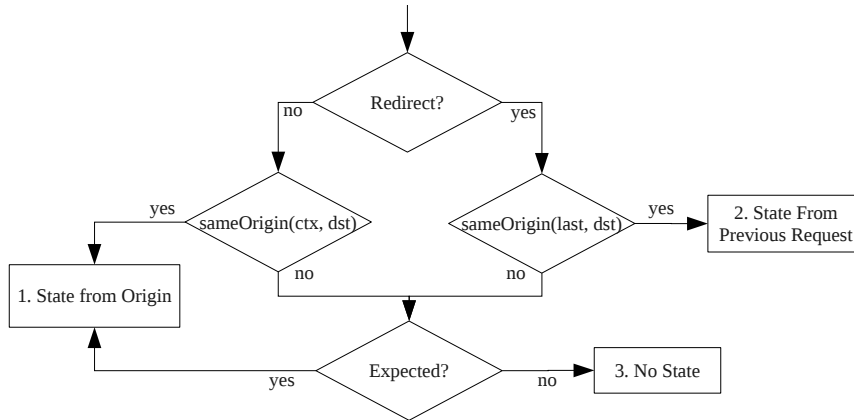 Redirect?
no
yes
sameOrigin(ctx, dst)
yes
no
sameOrigin(last, dst)
yes
no
2. State From
Previous Request
1. State from Origin
Expected?
yes
no
3. No State